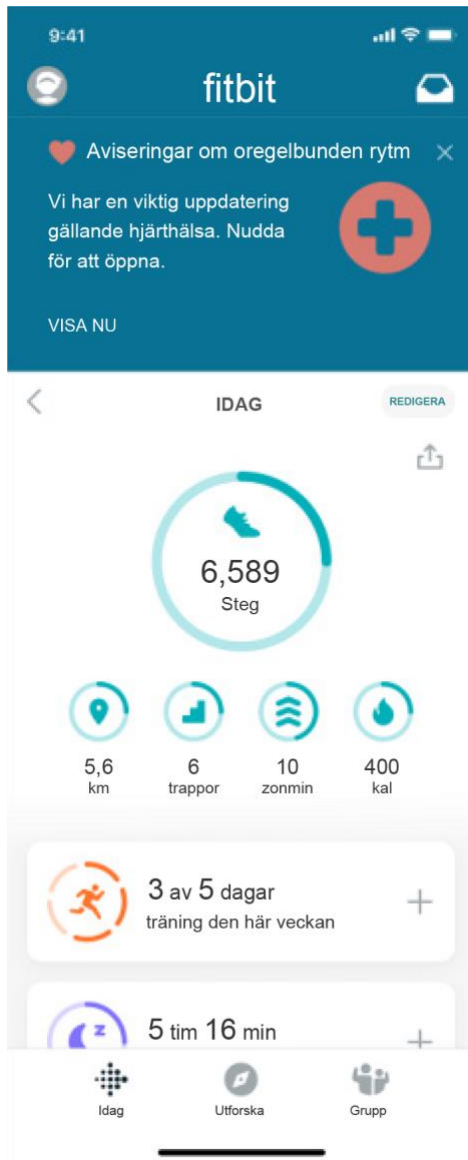 9:41
fitbit
Aviseringar om oregelbunden rytm
Vi har en viktig uppdatering
gällande hjärthälsa. Nudda
för att öppna.
VISA NU
IDAG
REDIGERA
6,589
Steg
5,6
km
6
trappor
10
zonmin
400
kal
3 av 5 dagar
träning den här veckan
z
5 tim 16 min
Idag
Utforska
Grupp